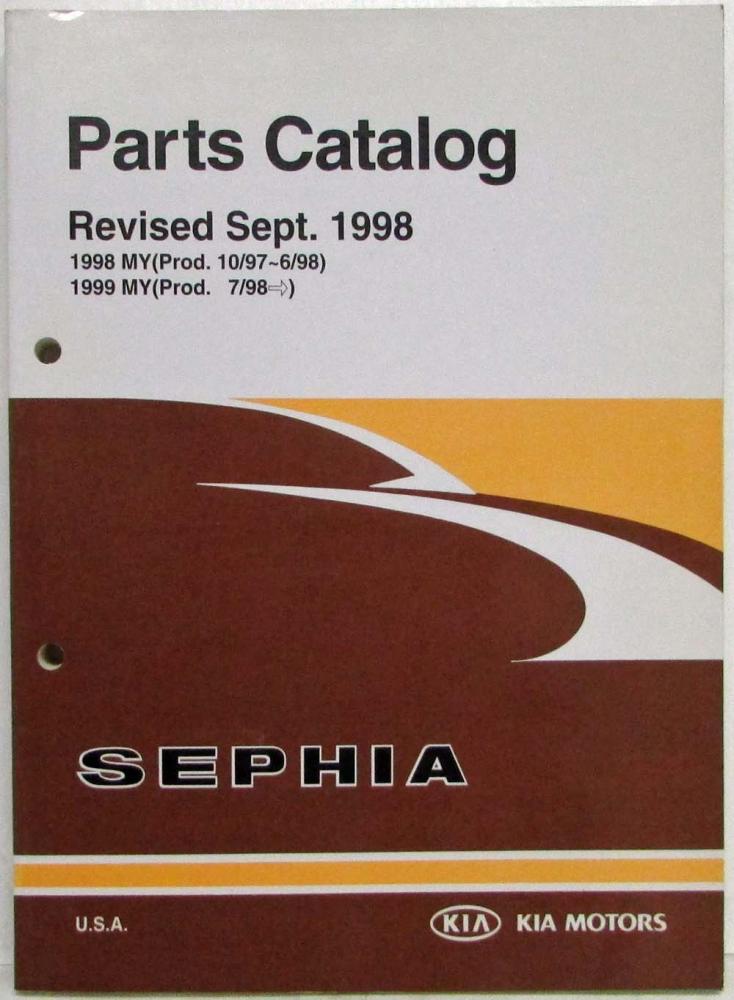 Parts Catalog
Revised Sept. 1998
1998 MY(Prod. 10/97~6/98)
1999 MY(Prod. 7/98⇨)
SEPHIA
U.S.A.
KIA KIA MOTORS